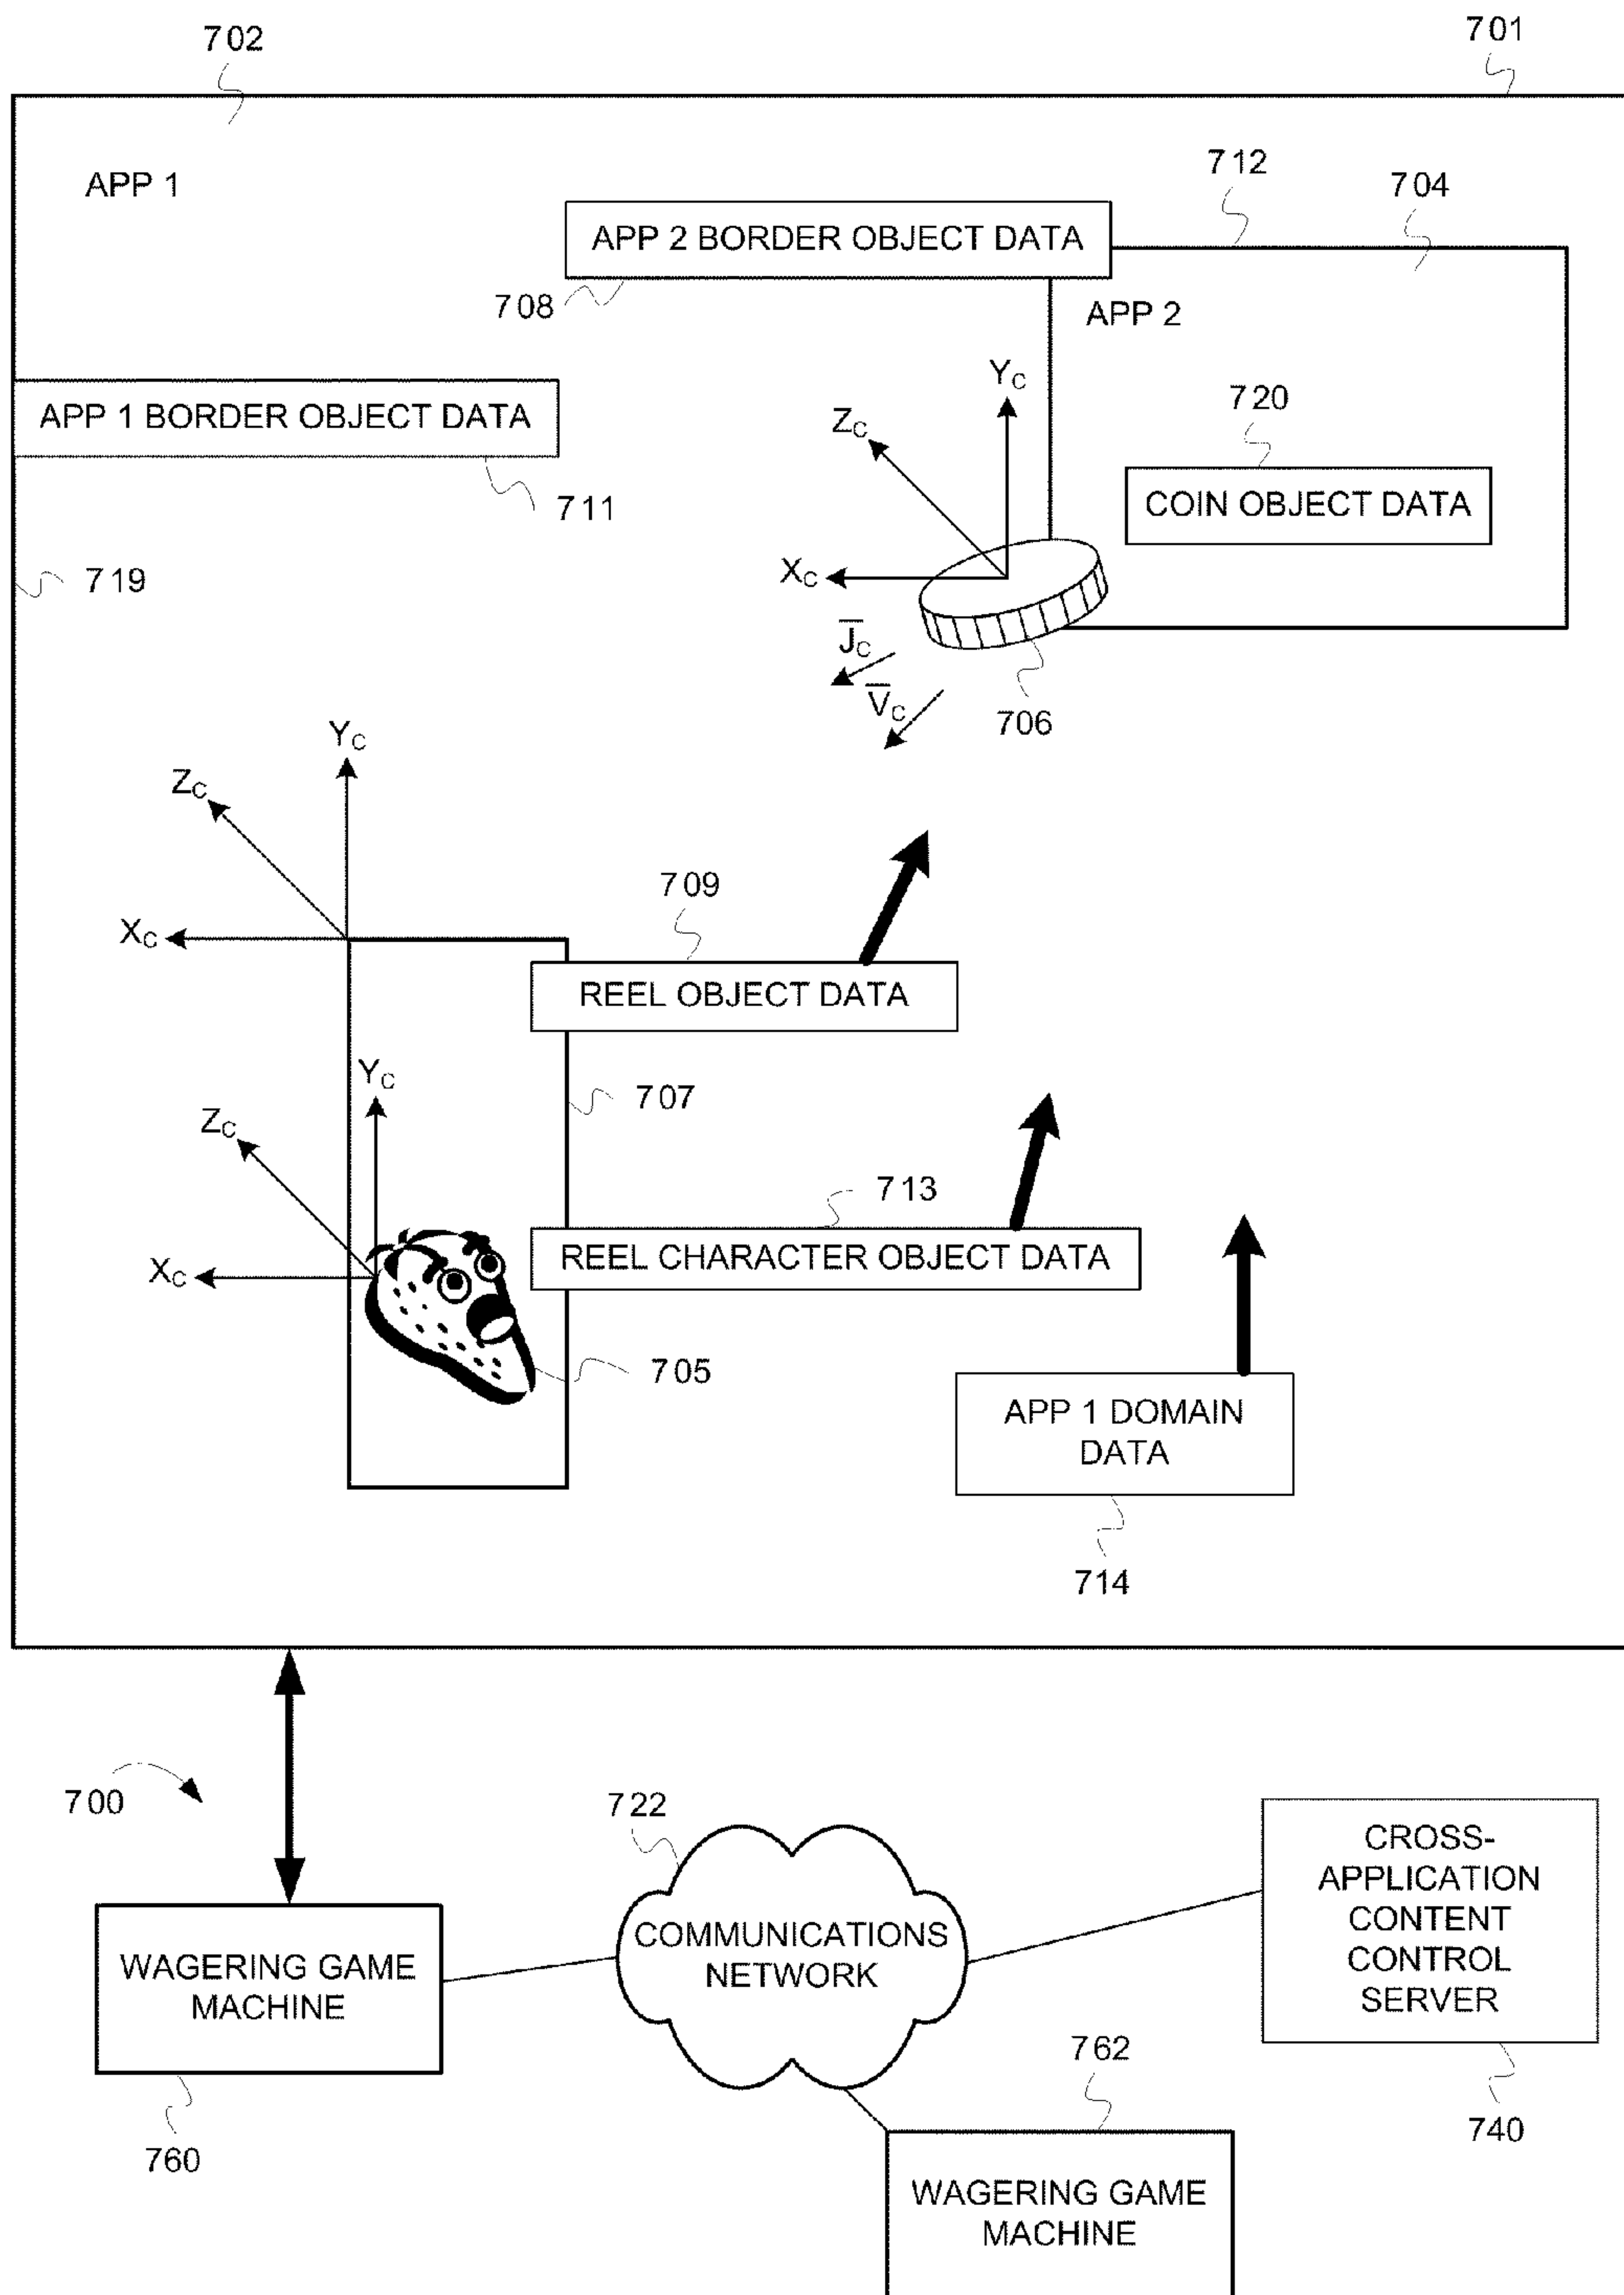 702
701
APP 1
712
704
APP 2 BORDER OBJECT DATA
708
APP 2
YC
ZC
720
APP 1 BORDER OBJECT DATA
711
COIN OBJECT DATA
XC
719
JC
VC
706
YC
ZC
709
XC
REEL OBJECT DATA
YC
707
ZC
713
XC
REEL CHARACTER OBJECT DATA
705
APP 1 DOMAIN
DATA
714
700
722
CROSS-
APPLICATION
CONTENT
CONTROL
SERVER
COMMUNICATIONS
NETWORK
WAGERING GAME
MACHINE
762
740
760
WAGERING GAME
MACHINE